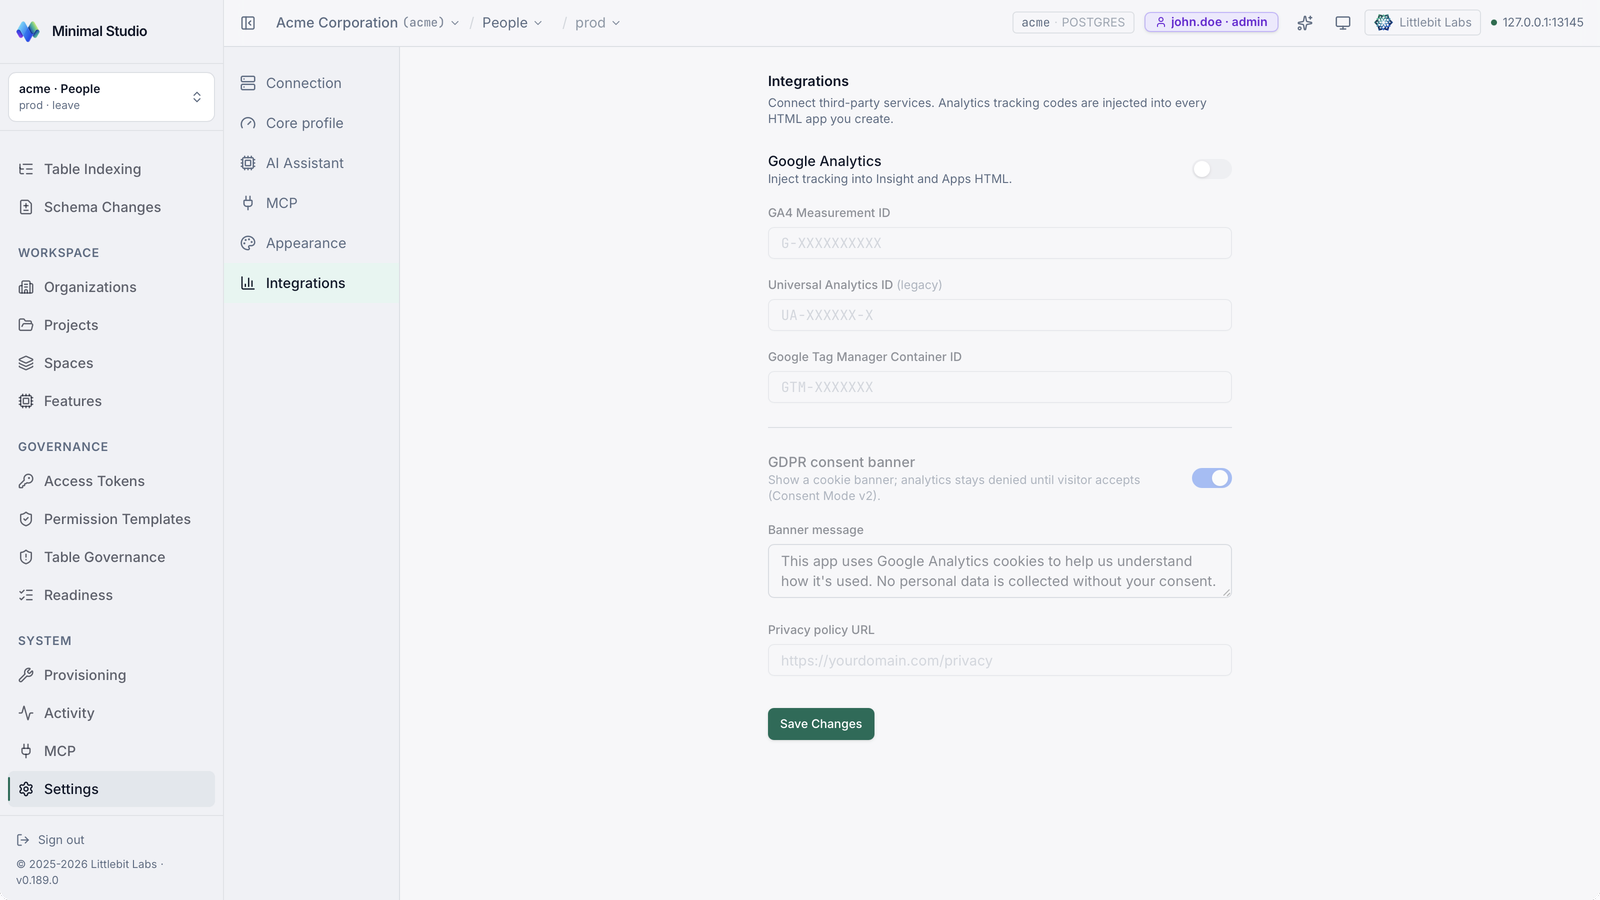 Minimal Studio
acme · People
prod · leave
Table Indexing
Schema Changes
WORKSPACE
Organizations
Projects
Spaces
Features
GOVERNANCE
Access Tokens
Permission Templates
Table Governance
Readiness
SYSTEM
Provisioning
Activity
MCP
Settings
Sign out
© 2025-2026 Littlebit Labs ·
v0.189.0
Acme Corporation (acme) / People / prod
acme · POSTGRES
john.doe · admin
Littlebit Labs
127.0.0.1:13145
Connection
Core profile
AI Assistant
MCP
Appearance
Integrations
Integrations
Connect third-party services. Analytics tracking codes are injected into every
HTML app you create.
Google Analytics
Inject tracking into Insight and Apps HTML.
GA4 Measurement ID
G-XXXXXXXXXX
Universal Analytics ID (legacy)
UA-XXXXXX-X
Google Tag Manager Container ID
GTM-XXXXXXX
GDPR consent banner
Show a cookie banner; analytics stays denied until visitor accepts
(Consent Mode v2).
Banner message
This app uses Google Analytics cookies to help us understand
how it's used. No personal data is collected without your consent.
Privacy policy URL
https://yourdomain.com/privacy
Save Changes